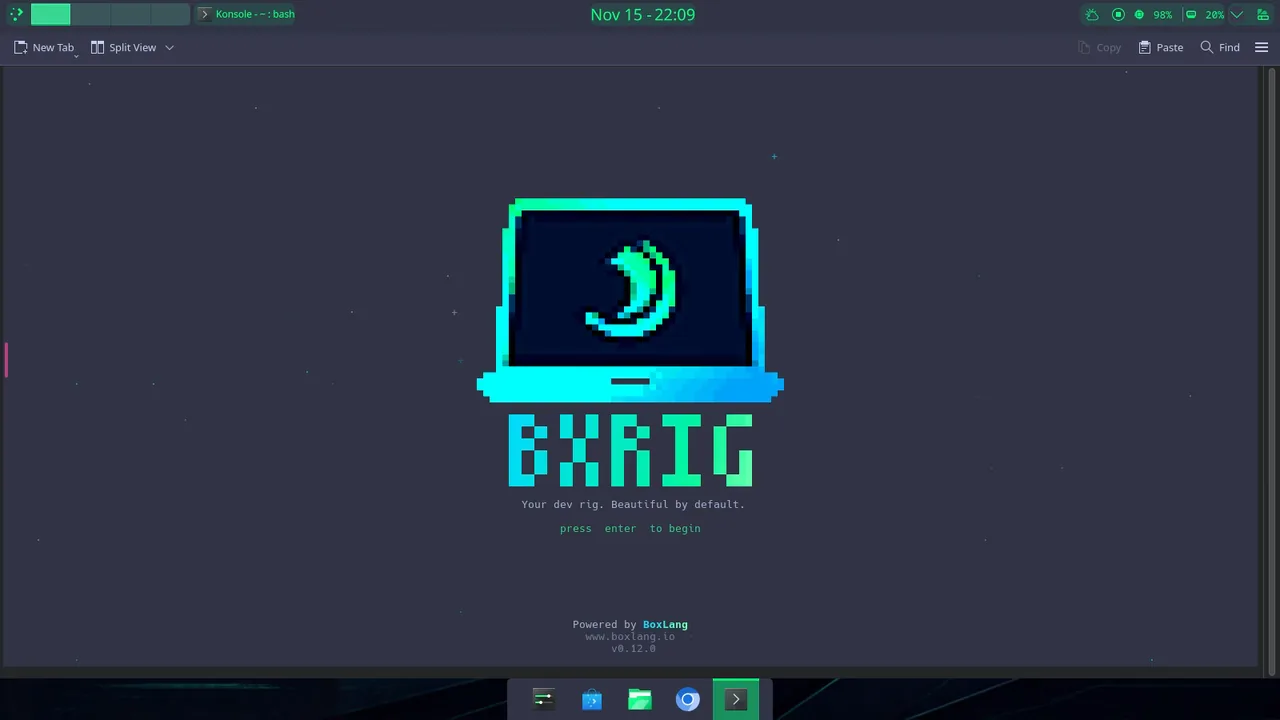 Konsole - ~ : bash
Nov 15 - 22:09
98%
20%
New Tab
Split View
Copy
Paste
Find
BXRIG
Your dev rig. Beautiful by default.
press enter to begin
Powered by BoxLang
www.boxlang.io
v0.12.0